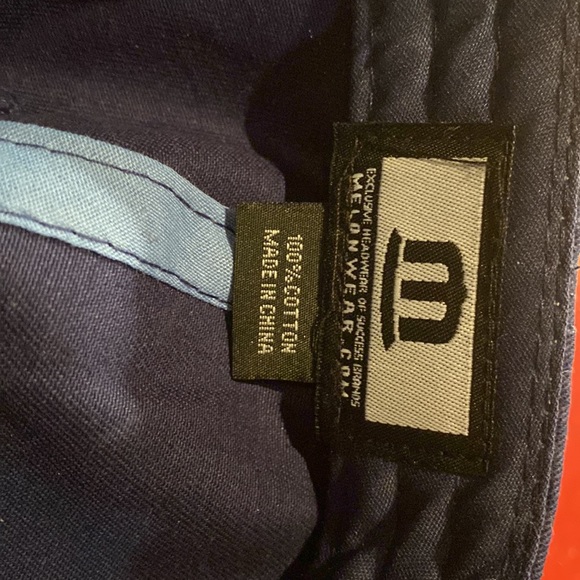 m
EXCLUSIVE HEADWEAR OF SUCCESS BRANDS
MELONWEAR.COM
100% COTTON
MADE IN CHINA